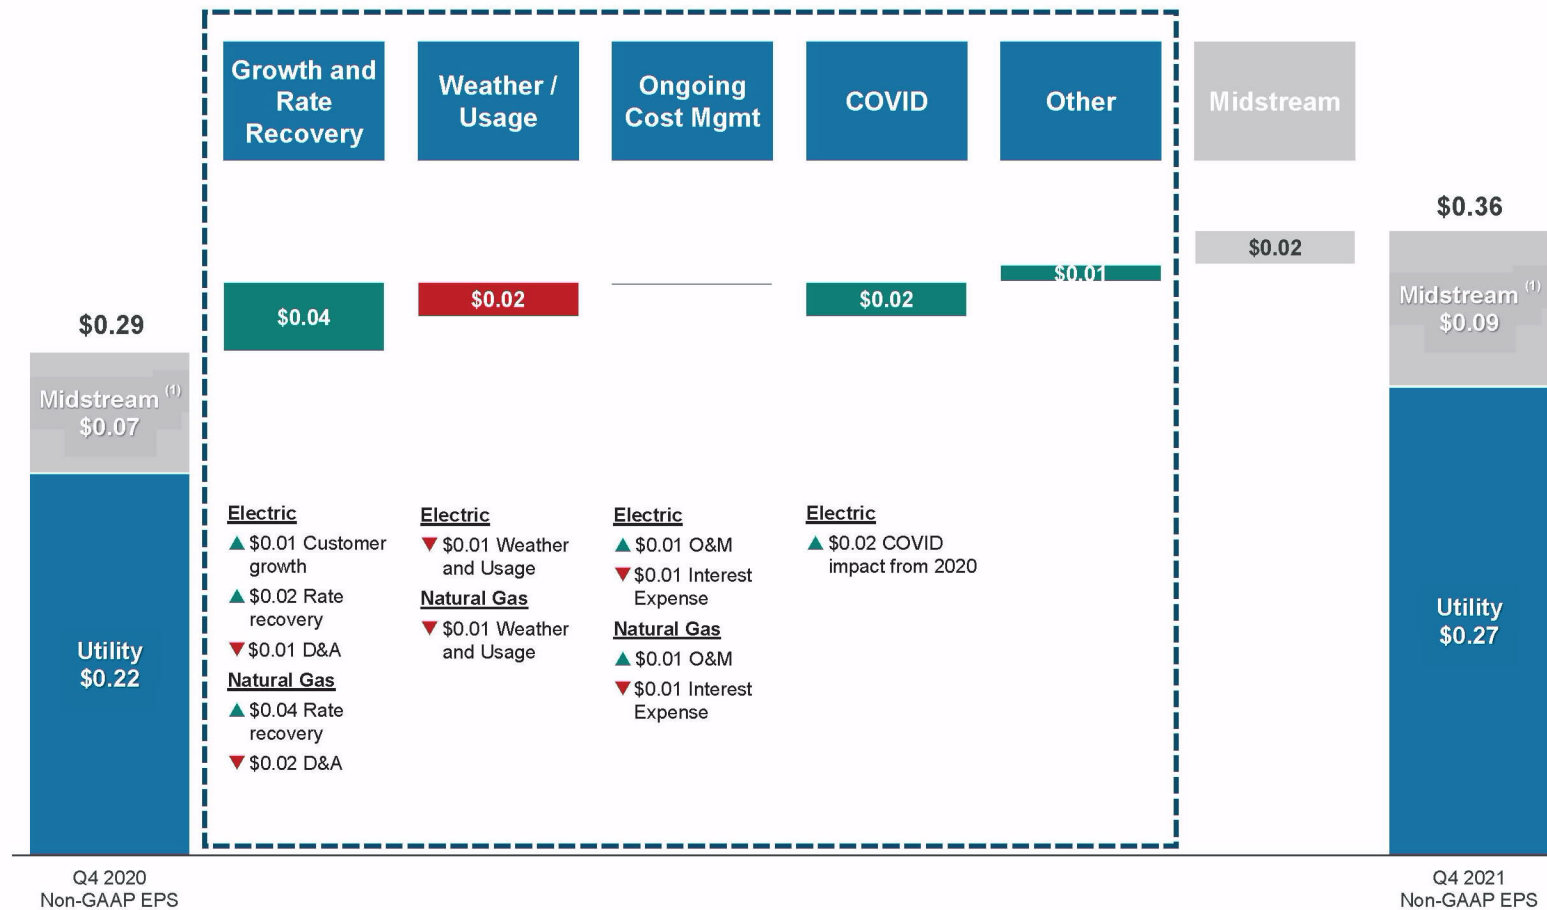 Growth and
Rate
Recovery
Weather /
Usage
Ongoing
Cost Mgmt
COVID
Other
Midstream
$0.29
Midstream (1)
$0.07
Utility
$0.22
$0.04
$0.02
$0.02
$0.01
$0.02
$0.36
Midstream (1)
$0.09
Utility
$0.27
Electric
▲ $0.01 Customer
growth
▲ $0.02 Rate
recovery
▼ $0.01 D&A
Natural Gas
▲ $0.04 Rate
recovery
▼ $0.02 D&A
Electric
▼ $0.01 Weather
and Usage
Natural Gas
▼ $0.01 Weather
and Usage
Electric
▲ $0.01 O&M
▼ $0.01 Interest
Expense
Natural Gas
▲ $0.01 O&M
▼ $0.01 Interest
Expense
Electric
▲ $0.02 COVID
impact from 2020
Q4 2020
Non-GAAP EPS
Q4 2021
Non-GAAP EPS